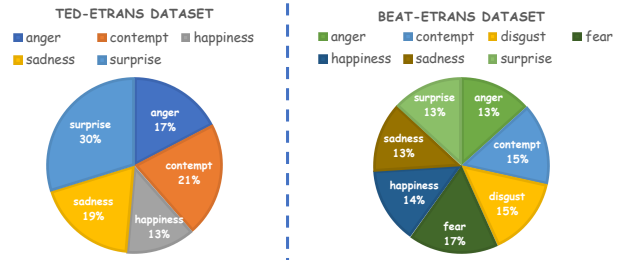 TED-ETRANS DATASET
anger contempt happiness
sadness surprise
surprise
30%
anger
17%
contempt
21%
sadness
19%
happiness
13%
BEAT-ETRANS DATASET
anger contempt disgust fear
happiness sadness surprise
surprise
13%
anger
13%
sadness
13%
contempt
15%
happiness
14%
disgust
15%
fear
17%